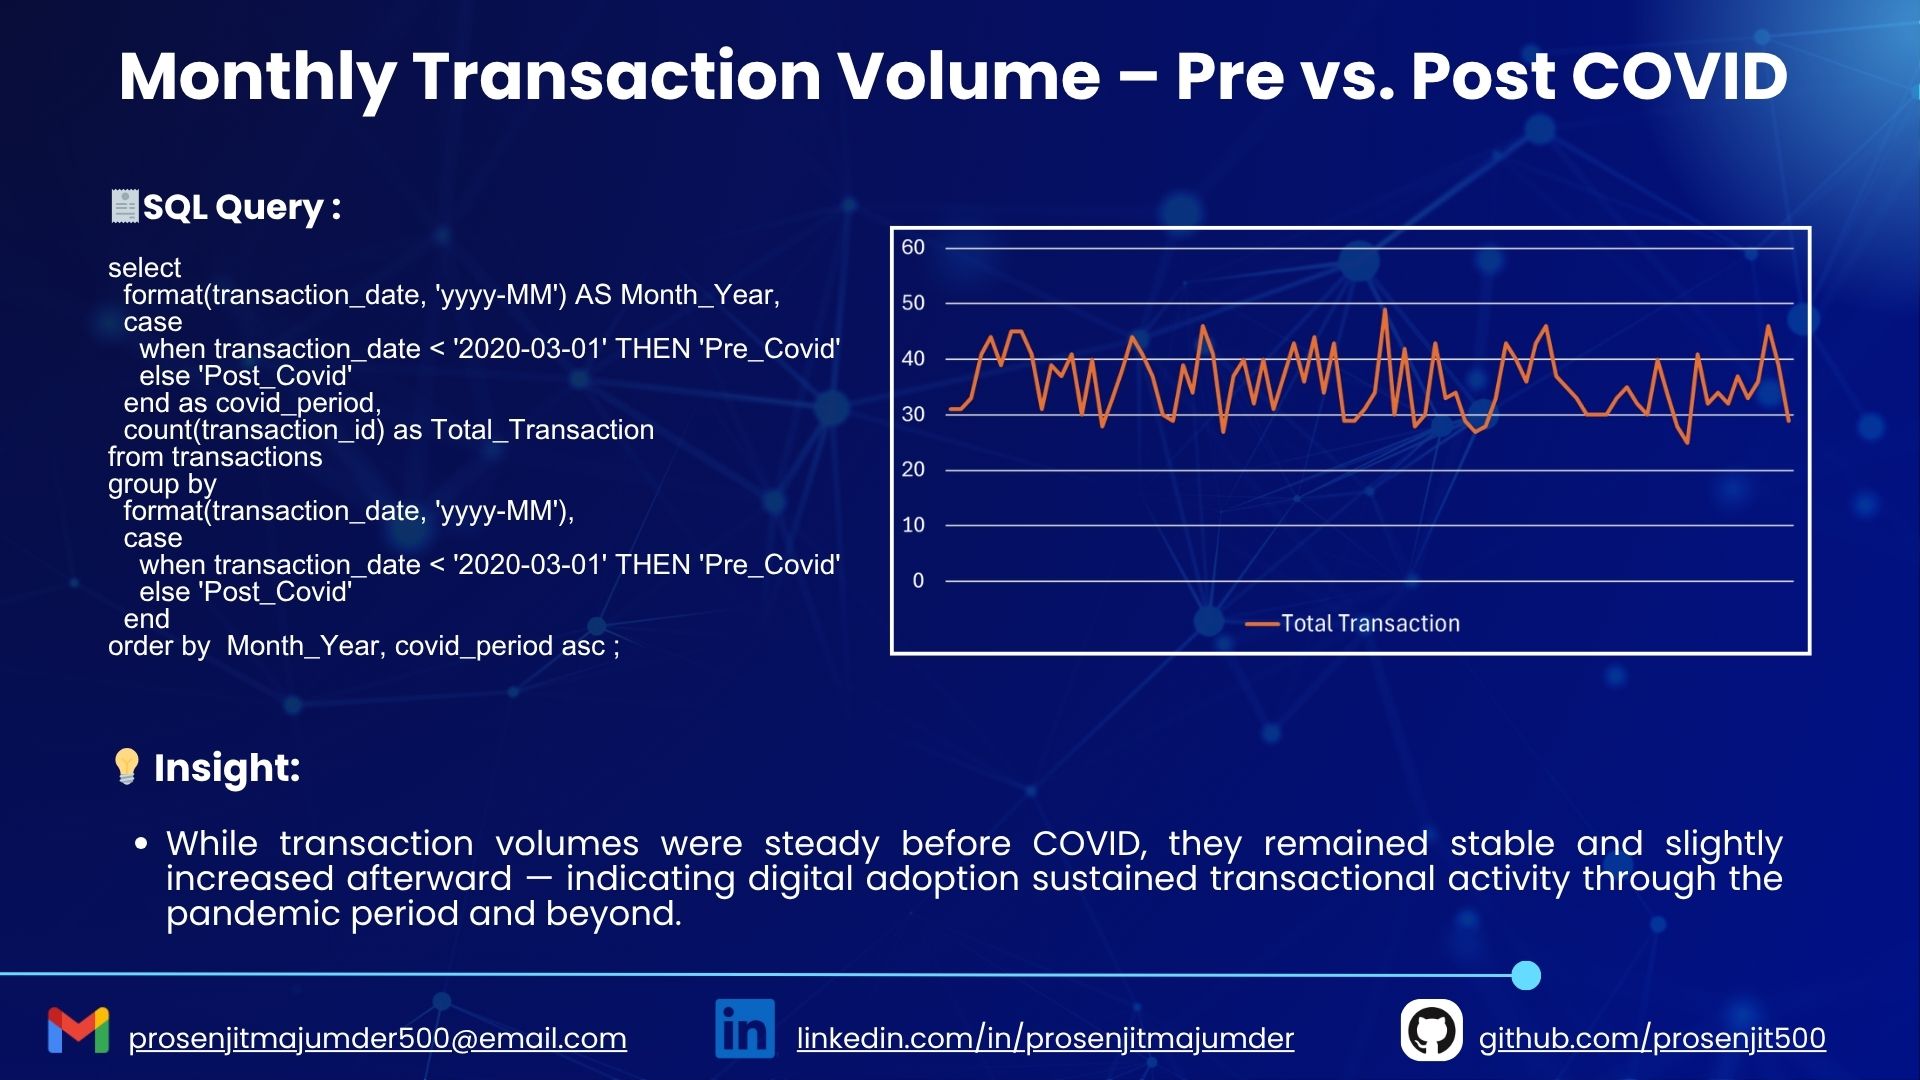 Monthly Transaction Volume – Pre vs. Post COVID
SQL Query :
select
format(transaction_date, 'yyyy-MM') AS Month_Year,
case
when transaction_date < '2020-03-01' THEN 'Pre_Covid'
else 'Post_Covid'
end as covid_period,
count(transaction_id) as Total_Transaction
from transactions
group by
format(transaction_date, 'yyyy-MM'),
case
when transaction_date < '2020-03-01' THEN 'Pre_Covid'
else 'Post_Covid'
end
order by  Month_Year, covid_period asc ;
60
50
40
30
20
10
0
Total Transaction
Insight:
• While transaction volumes were steady before COVID, they remained stable and slightly
increased afterward — indicating digital adoption sustained transactional activity through the
pandemic period and beyond.
prosenjitmajumder500@email.com
in
linkedin.com/in/prosenjitmajumder
github.com/prosenjit500